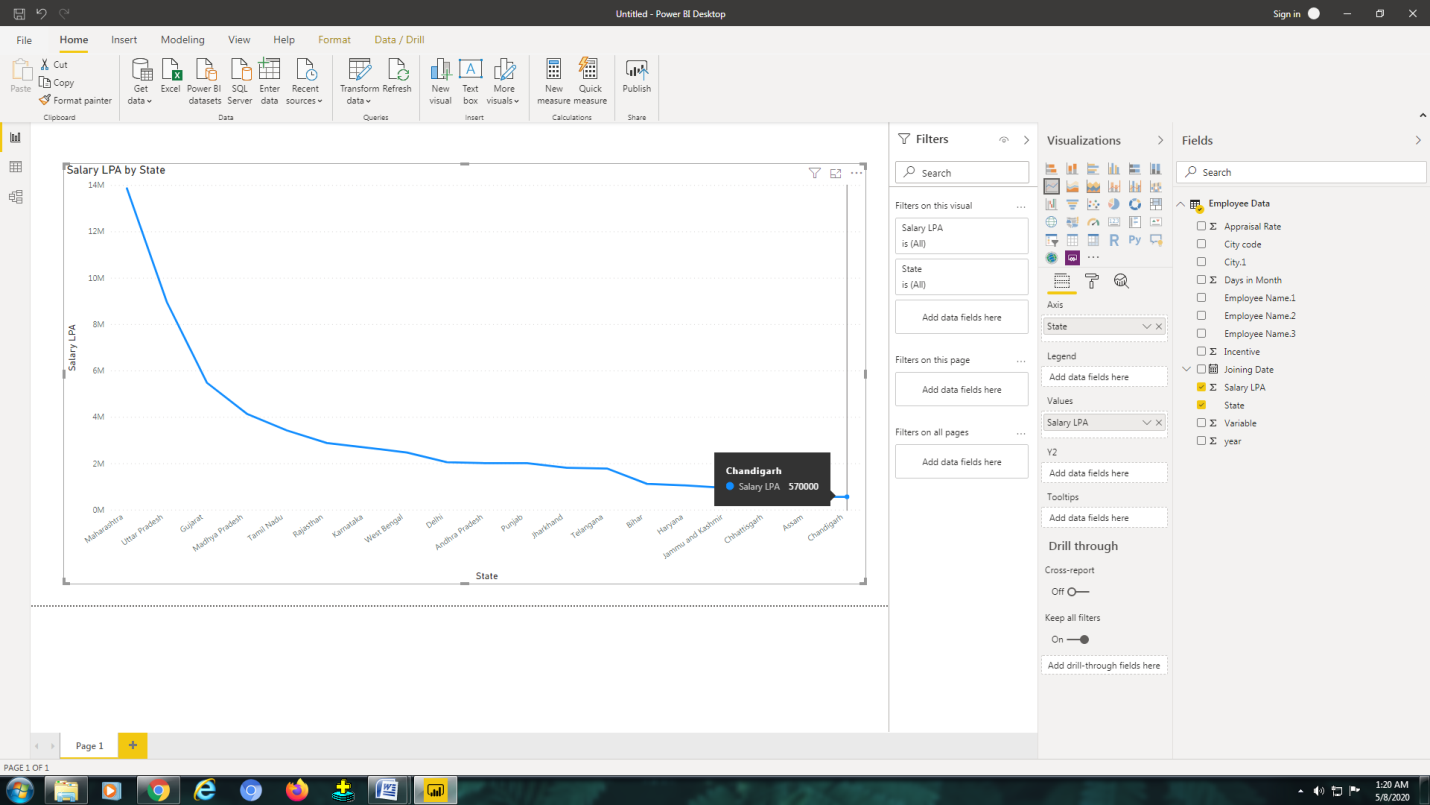 Untitled - Power BI Desktop
Sign in
File Home Insert Modeling View Help Format Data / Drill
Paste
Cut
Copy
Format painter
Clipboard
Get data
Excel
Power BI datasets
SQL Server
Enter data
Recent sources
Data
Transform data
Refresh
Queries
New visual
Text box
More visuals
Insert
New measure
Quick measure
Calculations
Publish
Share
Salary LPA by State
14M
12M
10M
8M
6M
4M
2M
0M
Salary LPA
Chandigarh
Salary LPA 570000
Maharashtra
Uttar Pradesh
Gujarat
Madhya Pradesh
Tamil Nadu
Rajasthan
Karnataka
West Bengal
Delhi
Andhra Pradesh
Punjab
Jharkhand
Telangana
Bihar
Haryana
Jammu and Kashmir
Chhattisgarh
Assam
Chandigarh
State
Filters
Search
Filters on this visual
Salary LPA
is (All)
State
is (All)
Add data fields here
Filters on this page
Add data fields here
Filters on all pages
Add data fields here
Visualizations
R Py
Axis
State
Legend
Add data fields here
Values
Salary LPA
Y2
Add data fields here
Tooltips
Add data fields here
Drill through
Cross-report
Off
Keep all filters
On
Add drill-through fields here
Fields
Search
Employee Data
Σ Appraisal Rate
City code
City.1
Σ Days in Month
Employee Name.1
Employee Name.2
Employee Name.3
Σ Incentive
Joining Date
Σ Salary LPA
State
Σ Variable
Σ year
Page 1
PAGE 1 OF 1
1:20 AM
5/8/2020